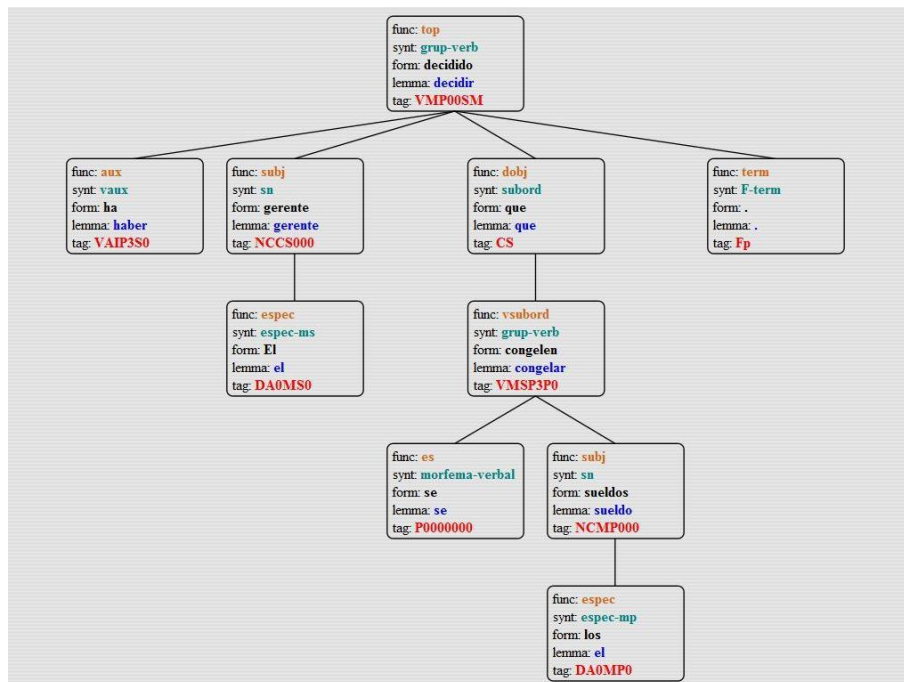 func: top
synt: grup-verb
form: decidido
lemma: decidir
tag: VMP00SM
func: aux
synt: vaux
form: ha
lemma: haber
tag: VAIP3S0
func: subj
synt: sn
form: gerente
lemma: gerente
tag: NCCS000
func: dobj
synt: subord
form: que
lemma: que
tag: CS
func: term
synt: F-term
form: .
lemma: .
tag: Fp
func: espec
synt: espec-ms
form: El
lemma: el
tag: DA0MS0
func: vsubord
synt: grup-verb
form: congelen
lemma: congelar
tag: VMSP3P0
func: es
synt: morfema-verbal
form: se
lemma: se
tag: P0000000
func: subj
synt: sn
form: sueldos
lemma: sueldo
tag: NCMP000
func: espec
synt: espec-mp
form: los
lemma: el
tag: DA0MP0